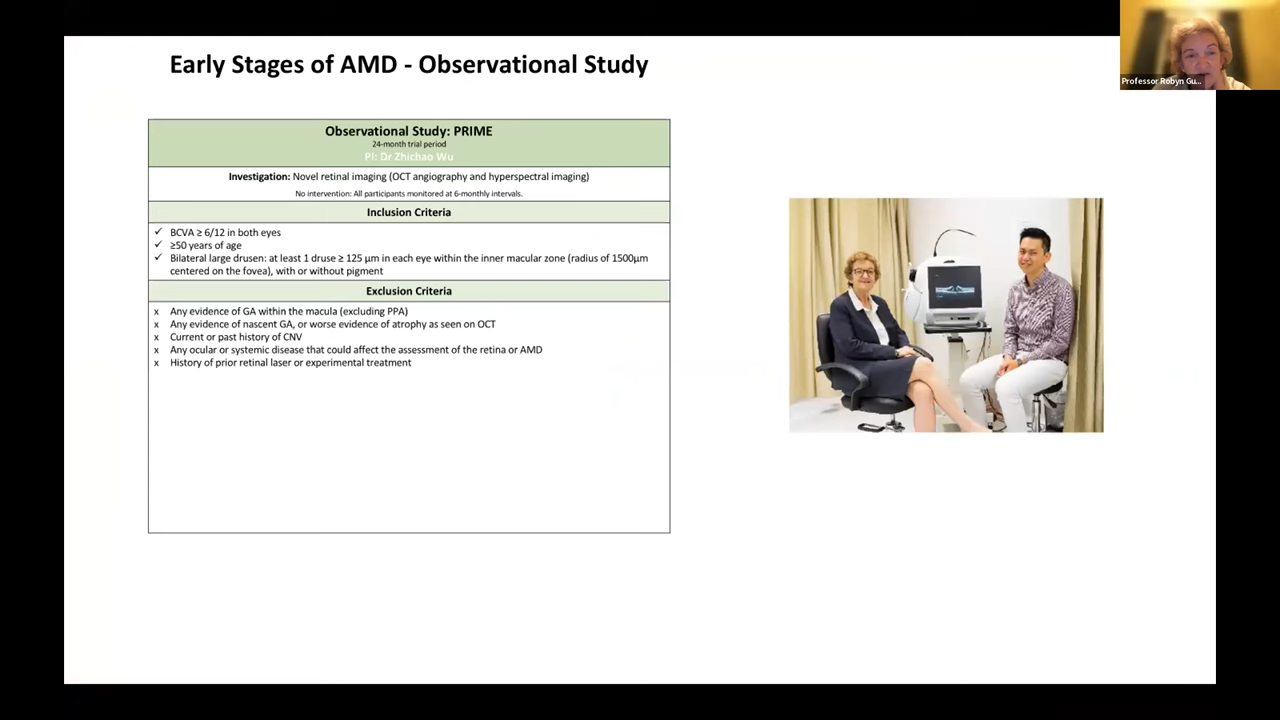 Early Stages of AMD - Observational Study
Professor Robyn Gu...
Observational Study: PRIME
24-month trial period
PI: Dr Zhichao Wu
Investigation: Novel retinal imaging (OCT angiography and hyperspectral imaging)
No intervention: All participants monitored at 6-monthly intervals.
Inclusion Criteria
✓ BCVA ≥ 6/12 in both eyes
✓ ≥50 years of age
✓ Bilateral large drusen: at least 1 druse ≥ 125 µm in each eye within the inner macular zone (radius of 1500µm
centered on the fovea), with or without pigment
Exclusion Criteria
x Any evidence of GA within the macula (excluding PPA)
x Any evidence of nascent GA, or worse evidence of atrophy as seen on OCT
x Current or past history of CNV
x Any ocular or systemic disease that could affect the assessment of the retina or AMD
x History of prior retinal laser or experimental treatment